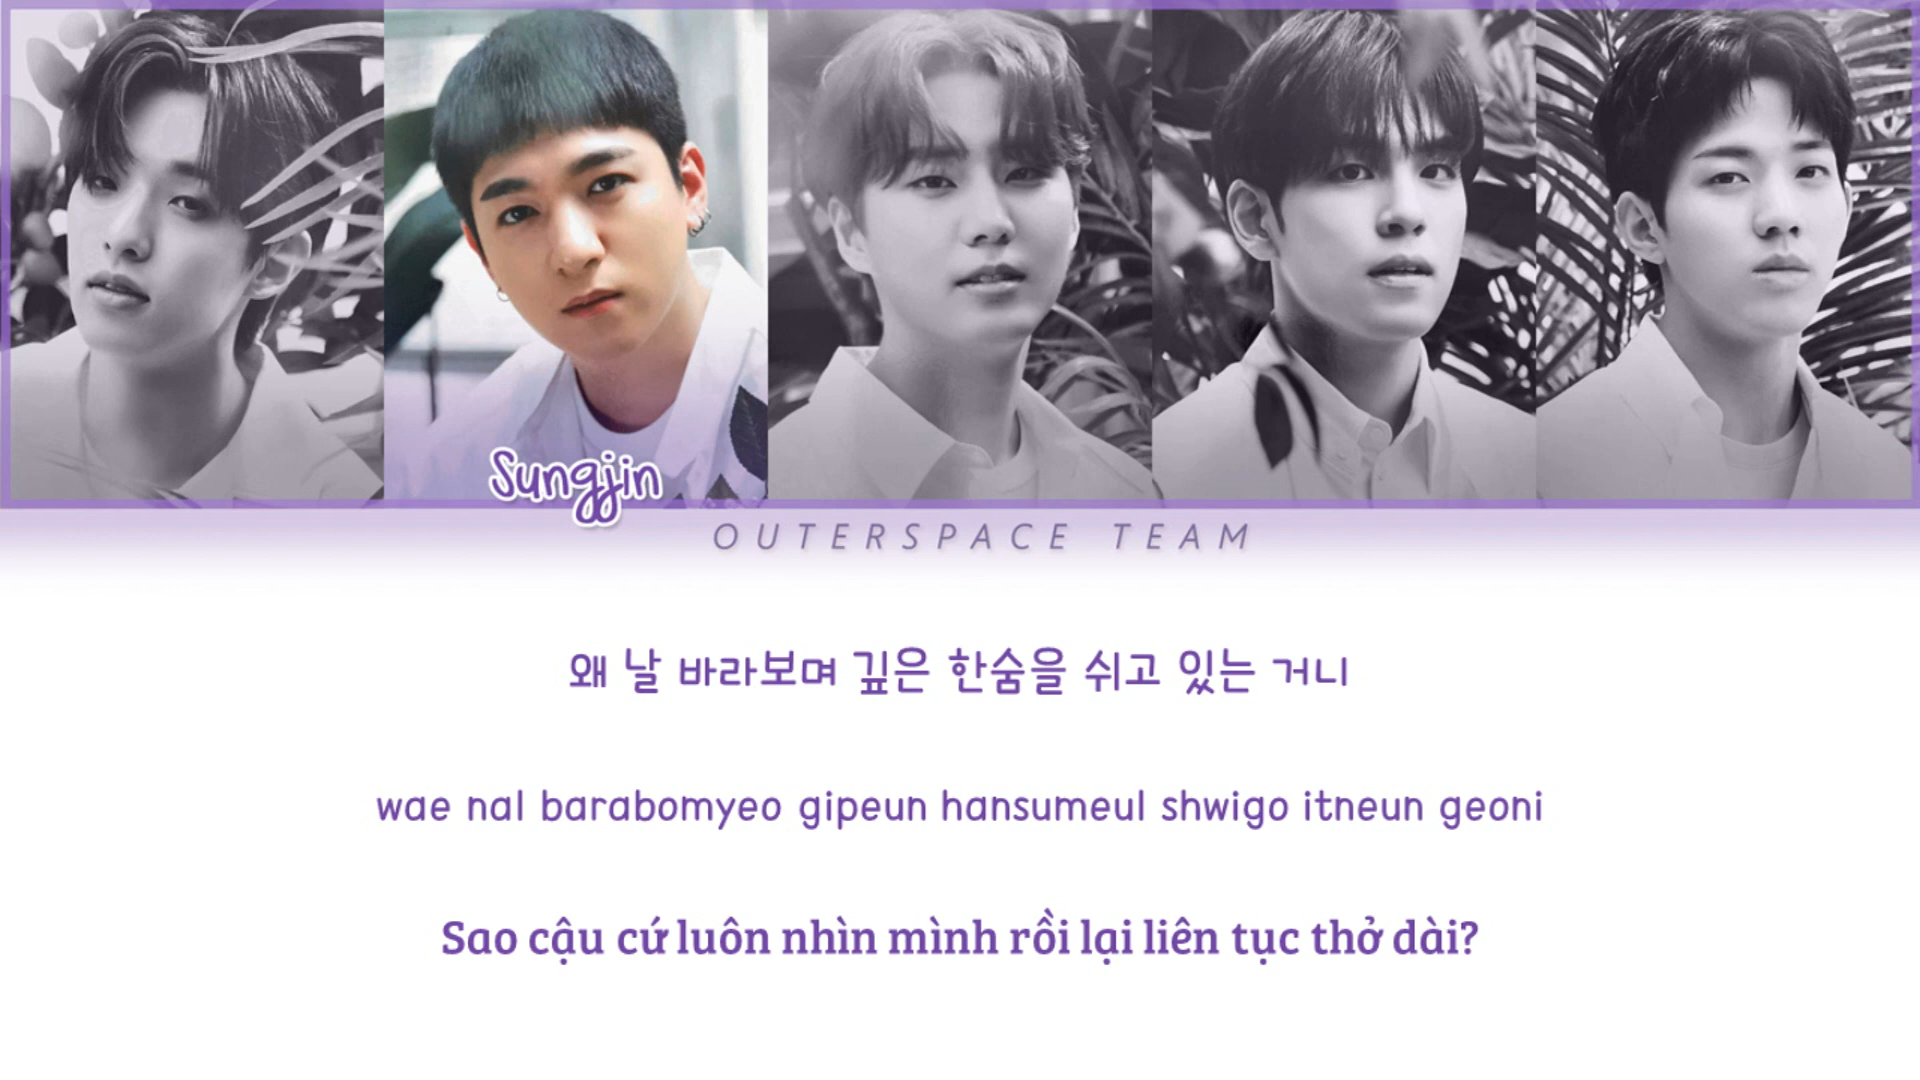 Sungjin
OUTERSPACE TEAM
왜 날 바라보며 깊은 한숨을 쉬고 있는 거니
wae nal barabomyeo gipeun hansumeul shwigo itneun geoni
Sao cậu cứ luôn nhìn mình rồi lại liên tục thở dài?